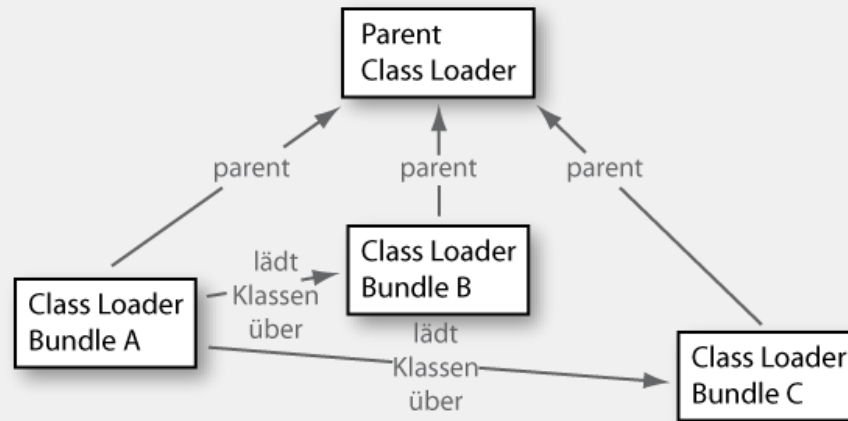 Parent
Class Loader
parent
parent
parent
lädt
Klassen
über
Class Loader
Bundle B
Class Loader
Bundle A
lädt
Klassen
über
Class Loader
Bundle C